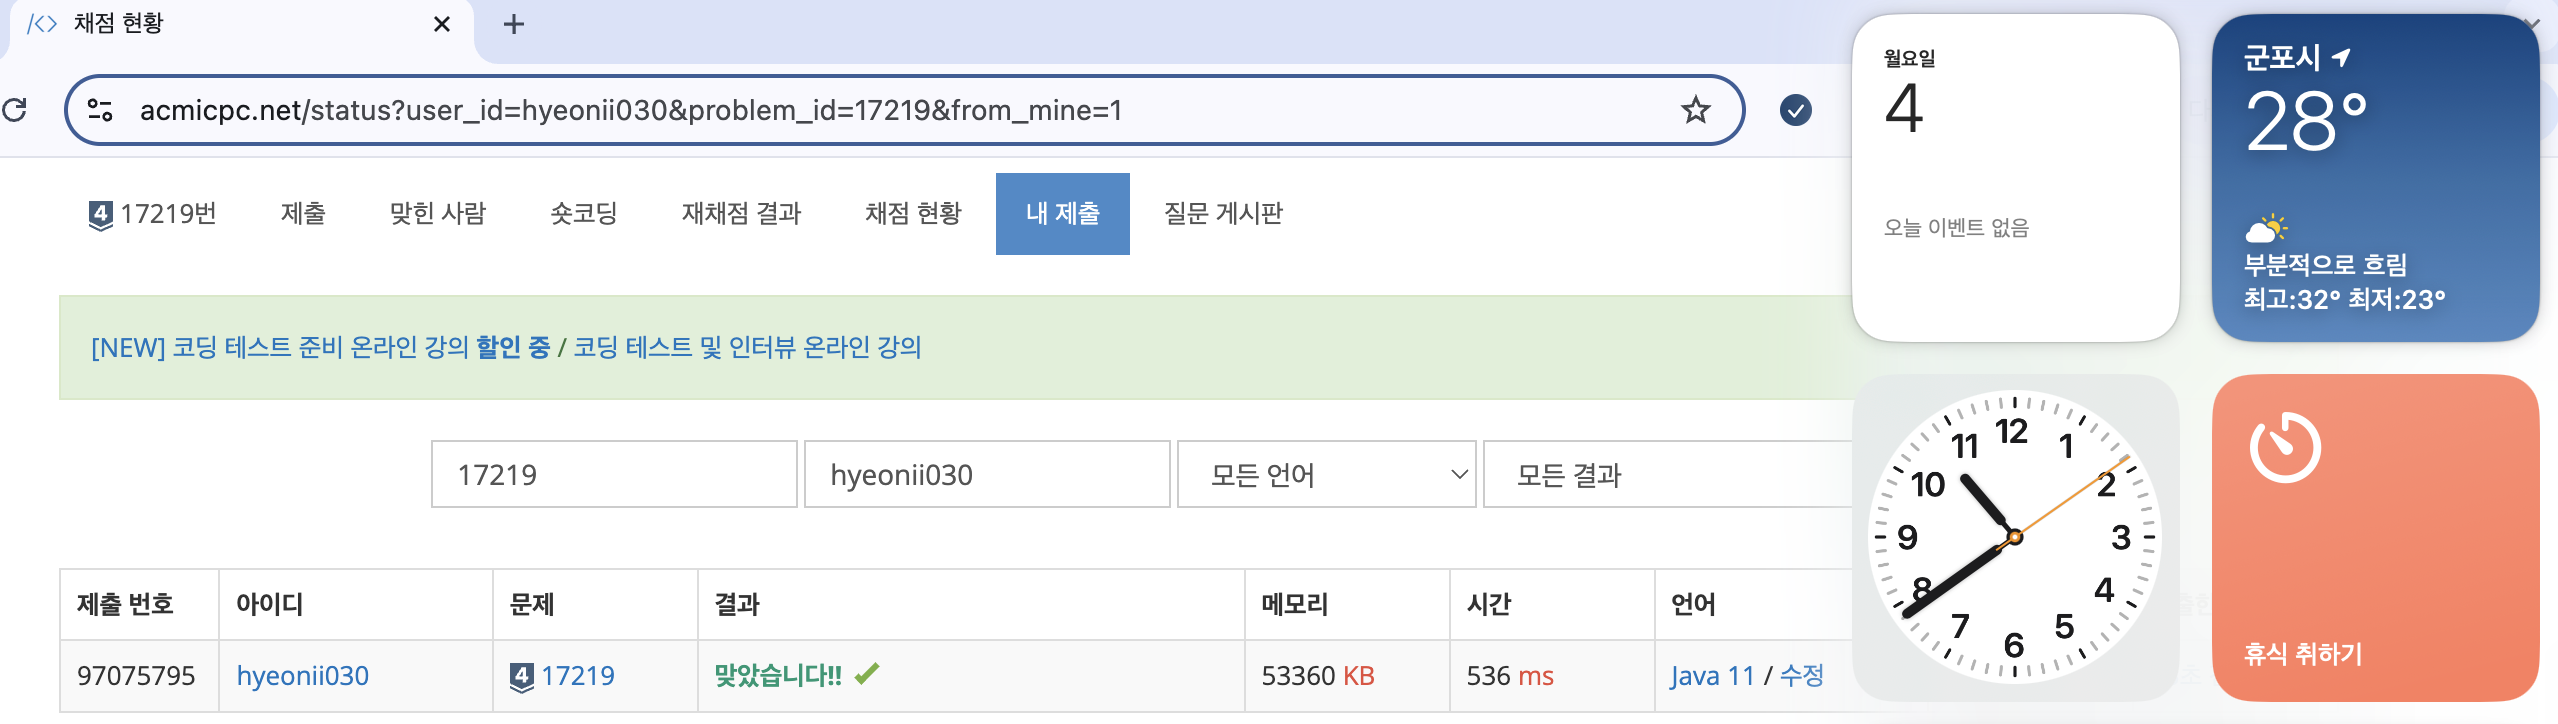 채점 현황
acmicpc.net/status?user_id=hyeonii030&problem_id=17219&from_mine=1
4 17219번 제출 맞힌 사람 숏코딩 재채점 결과 채점 현황 내 제출 질문 게시판
[NEW] 코딩 테스트 준비 온라인 강의 할인 중 / 코딩 테스트 및 인터뷰 온라인 강의
17219 hyeonii030 모든 언어 모든 결과
제출 번호 아이디 문제 결과 메모리 시간 언어
97075795 hyeonii030 4 17219 맞았습니다!! 53360 KB 536 ms Java 11 / 수정
월요일
4
오늘 이벤트 없음
군포시
28°
부분적으로 흐림
최고:32° 최저:23°
12 1 2 3 4 5 6 7 8 9 10 11
휴식 취하기